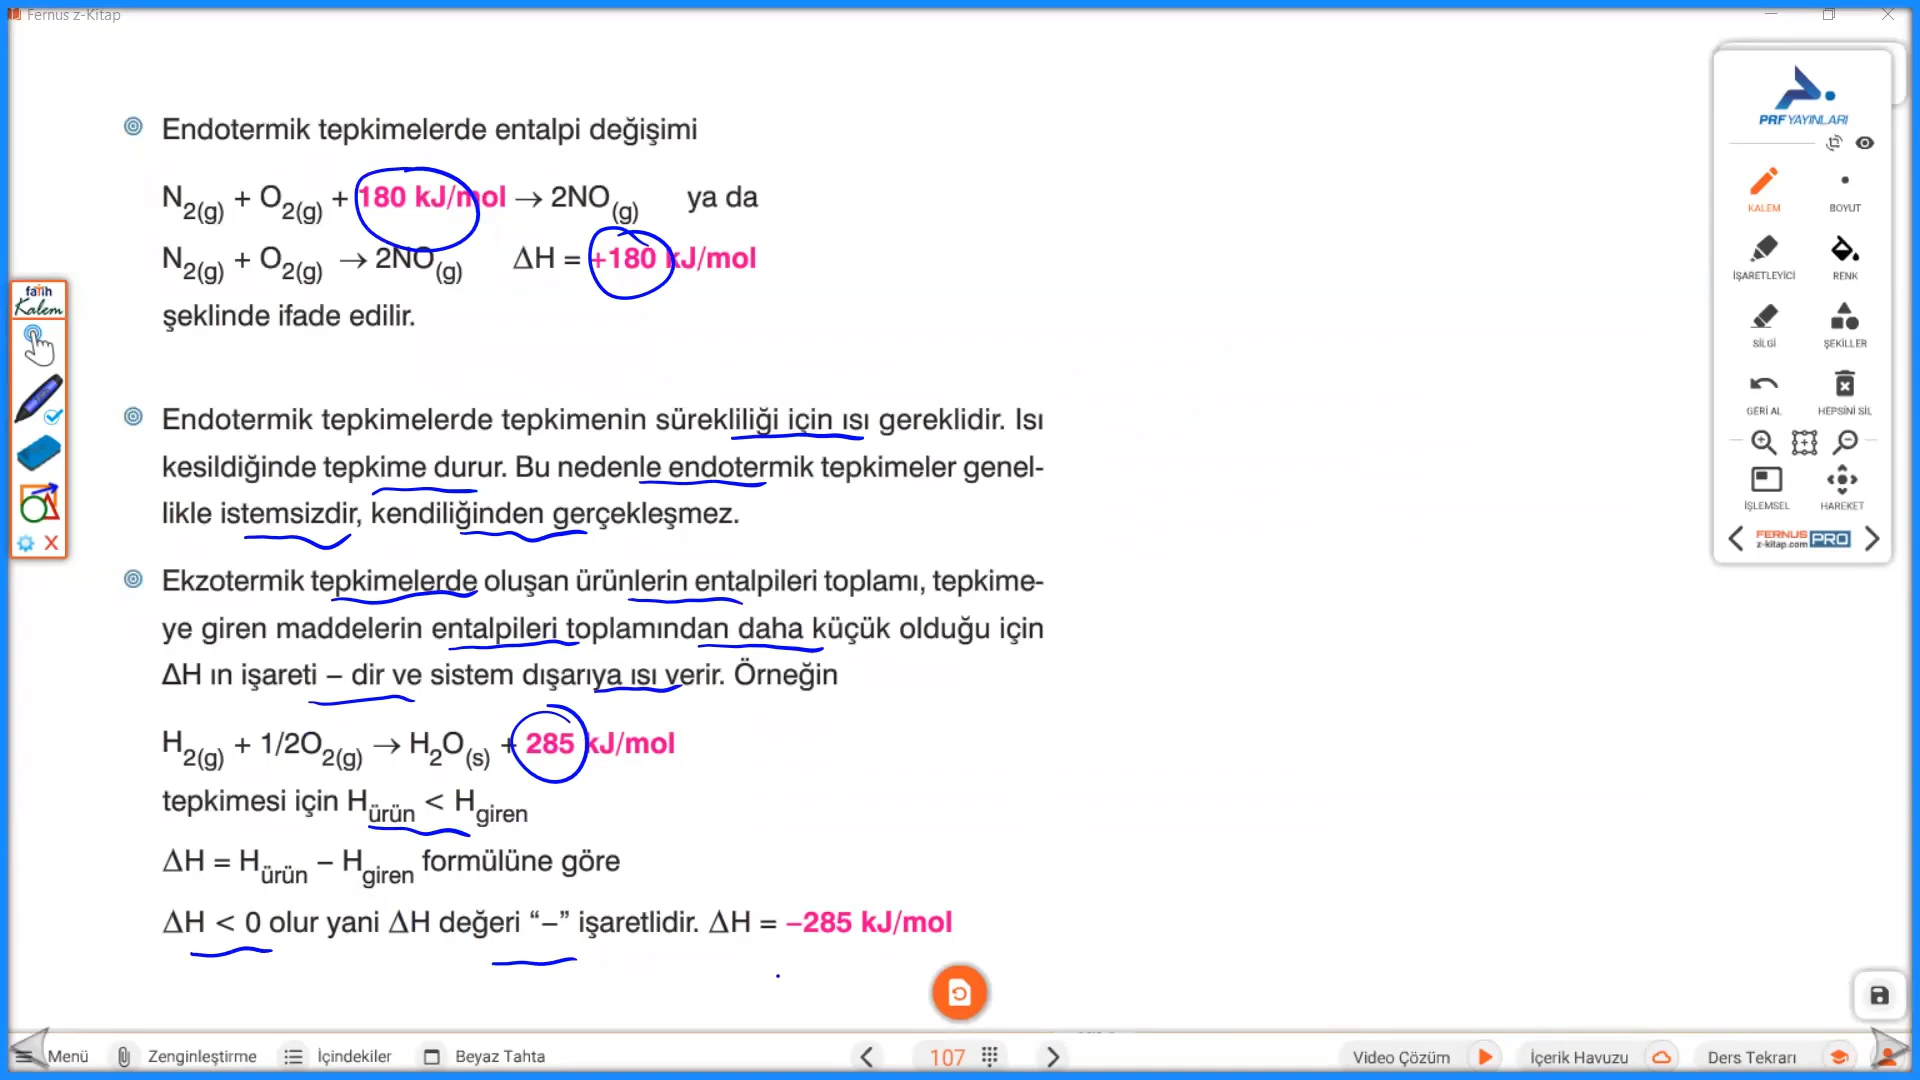 Fernus z-Kitap
Endotermik tepkimelerde entalpi değişimi
N2(g) + O2(g) + 180 kJ/mol → 2NO(g) ya da
N2(g) + O2(g) → 2NO(g) ΔH = +180 kJ/mol
şeklinde ifade edilir.
Endotermik tepkimelerde tepkimenin sürekliliği için ısı gereklidir. Isı
kesildiğinde tepkime durur. Bu nedenle endotermik tepkimeler genel-
likle istemsizdir, kendiliğinden gerçekleşmez.
Ekzotermik tepkimelerde oluşan ürünlerin entalpileri toplamı, tepkime-
ye giren maddelerin entalpileri toplamından daha küçük olduğu için
ΔH ın işareti – dir ve sistem dışarıya ısı verir. Örneğin
H2(g) + 1/2O2(g) → H2O(s) + 285 kJ/mol
tepkimesi için Hürün < Hgiren
ΔH = Hürün – Hgiren formülüne göre
ΔH < 0 olur yani ΔH değeri “–” işaretlidir. ΔH = –285 kJ/mol
fatih
Kalem
PRF YAYINLARI
KALEM BOYUT
İŞARETLEYİCİ RENK
SİLGİ ŞEKİLLER
GERİ AL HEPSİNİ SİL
İŞLEMSEL HAREKET
FERNUS
z-kitap.com PRO
Menü Zenginleştirme İçindekiler Beyaz Tahta 107 Video Çözüm İçerik Havuzu Ders Tekrarı